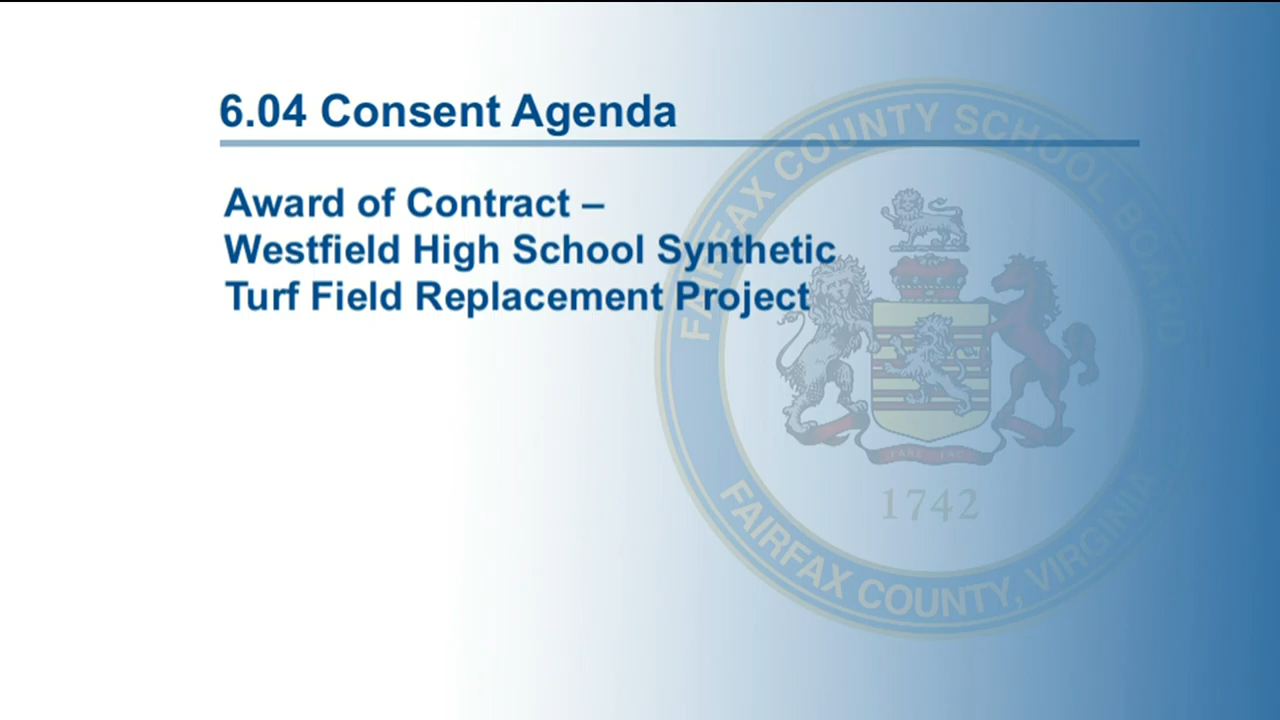 6.04 Consent Agenda
Award of Contract –
Westfield High School Synthetic
Turf Field Replacement Project
FAIRFAX COUNTY SCHOOL BOARD
1742
FAIRFAX COUNTY, VIRGINIA